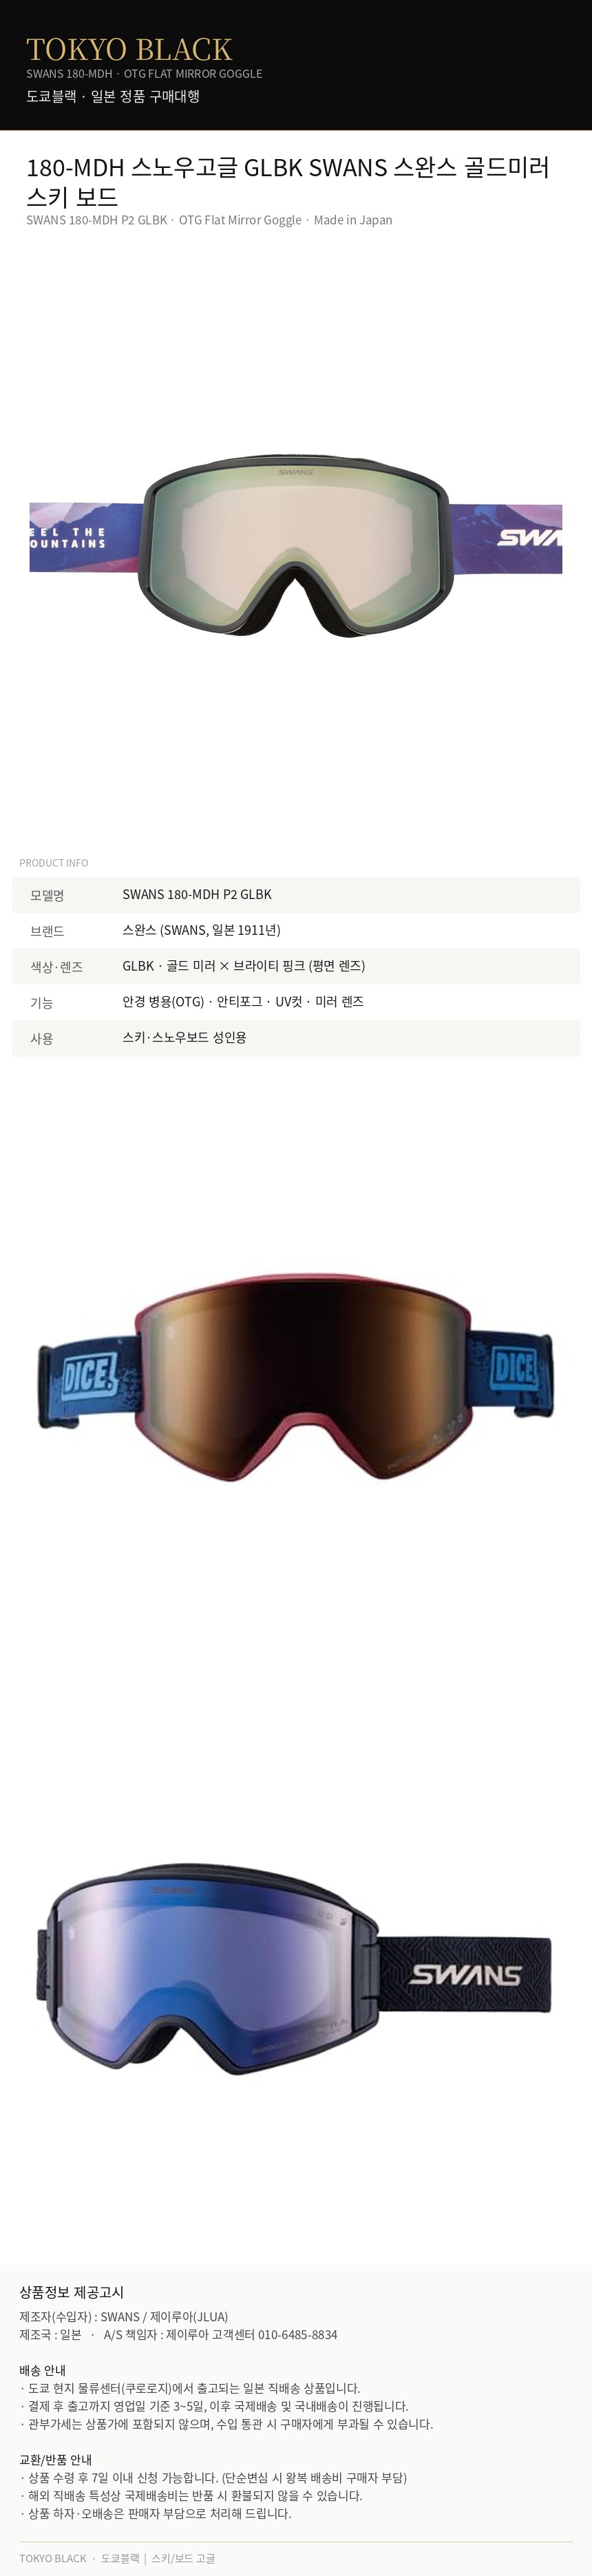 TOKYO BLACK
SWANS 180-MDH · OTG FLAT MIRROR GOGGLE
도쿄블랙 · 일본 정품 구매대행
180-MDH 스노우고글 GLBK SWANS 스완스 골드미러
스키 보드
SWANS 180-MDH P2 GLBK · OTG Flat Mirror Goggle · Made in Japan
SWANS
EEL THE
OUNTAINS
SWA
PRODUCT INFO
모델명 SWANS 180-MDH P2 GLBK
브랜드 스완스 (SWANS, 일본 1911년)
색상·렌즈 GLBK · 골드 미러 × 브라이티 핑크 (평면 렌즈)
기능 안경 병용(OTG) · 안티포그 · UV컷 · 미러 렌즈
사용 스키·스노우보드 성인용
DICE
DICE
SWANS
상품정보 제공고시
제조자(수입자) : SWANS / 제이루아(JLUA)
제조국 : 일본 · A/S 책임자 : 제이루아 고객센터 010-6485-8834
배송 안내
· 도쿄 현지 물류센터(쿠로로지)에서 출고되는 일본 직배송 상품입니다.
· 결제 후 출고까지 영업일 기준 3~5일, 이후 국제배송 및 국내배송이 진행됩니다.
· 관부가세는 상품가에 포함되지 않으며, 수입 통관 시 구매자에게 부과될 수 있습니다.
교환/반품 안내
· 상품 수령 후 7일 이내 신청 가능합니다. (단순변심 시 왕복 배송비 구매자 부담)
· 해외 직배송 특성상 국제배송비는 반품 시 환불되지 않을 수 있습니다.
· 상품 하자·오배송은 판매자 부담으로 처리해 드립니다.
TOKYO BLACK · 도쿄블랙 | 스키/보드 고글